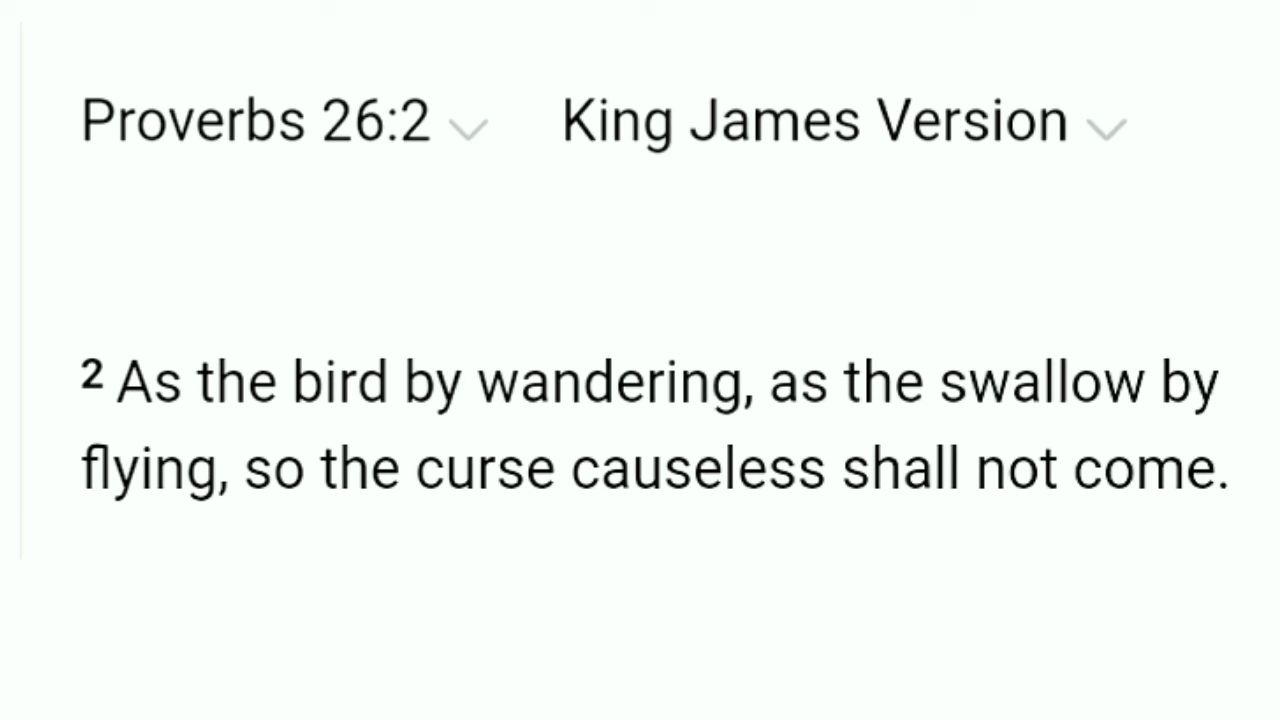 Proverbs 26:2 King James Version
2 As the bird by wandering, as the swallow by
flying, so the curse causeless shall not come.